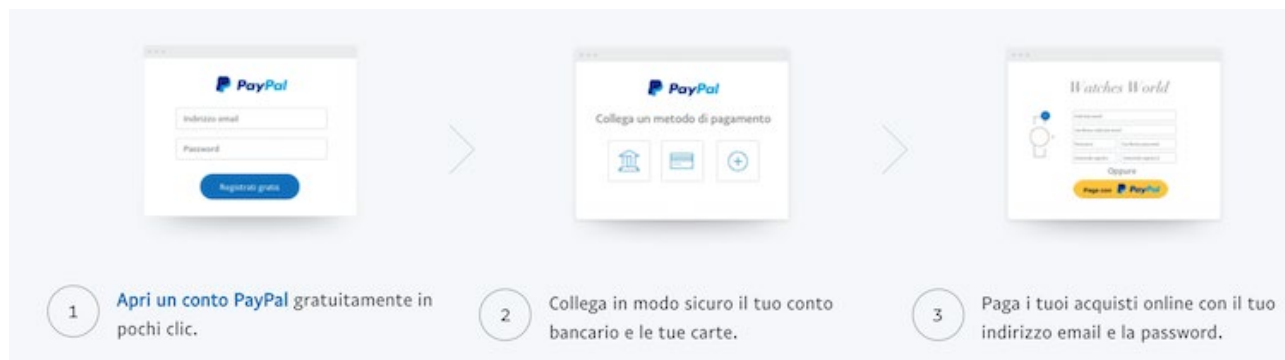 PayPal
Indirizzo email
Password
Registrati gratis
PayPal
Collega un metodo di pagamento
Watches World
Oppure
Paga con PayPal
1
Apri un conto PayPal gratuitamente in
pochi clic.
2
Collega in modo sicuro il tuo conto
bancario e le tue carte.
3
Paga i tuoi acquisti online con il tuo
indirizzo email e la password.